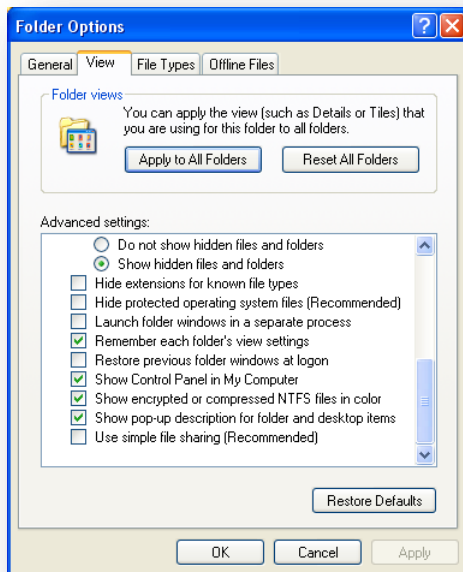 Folder Options
General View File Types Offline Files
Folder views
You can apply the view (such as Details or Tiles) that
you are using for this folder to all folders.
Apply to All Folders Reset All Folders
Advanced settings:
Do not show hidden files and folders
Show hidden files and folders
Hide extensions for known file types
Hide protected operating system files (Recommended)
Launch folder windows in a separate process
Remember each folder's view settings
Restore previous folder windows at logon
Show Control Panel in My Computer
Show encrypted or compressed NTFS files in color
Show pop-up description for folder and desktop items
Use simple file sharing (Recommended)
Restore Defaults
OK Cancel Apply